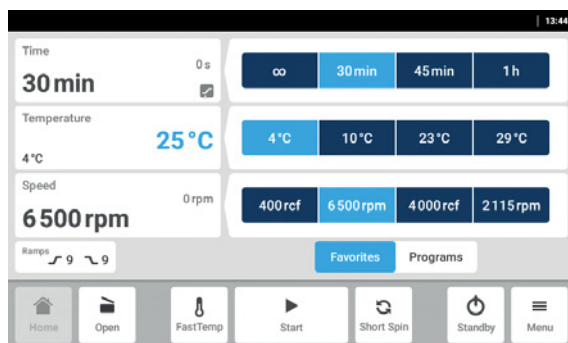 13:44
Time
0 s
30 min
∞ 30 min 45 min 1 h
Temperature
25 °C
4 °C
4 °C 10 °C 23 °C 29 °C
Speed
0 rpm
6 500 rpm
400 rcf 6 500 rpm 4 000 rcf 2 115 rpm
Ramps 9 9
Favorites Programs
Home Open FastTemp Start Short Spin Standby Menu